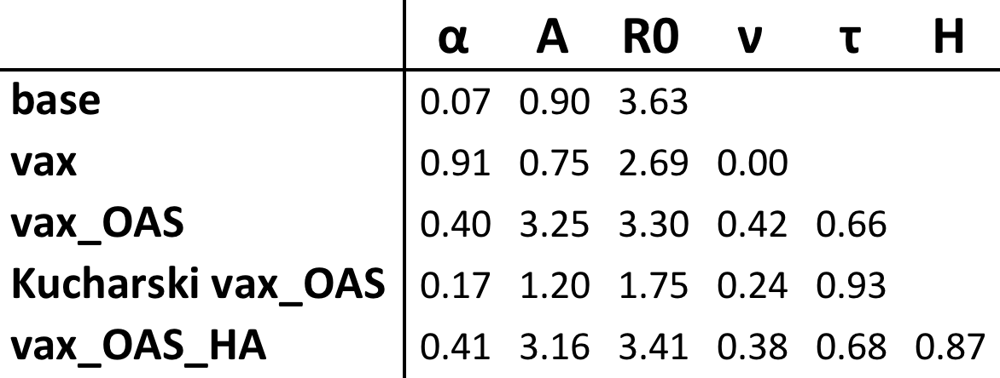 α A R0 ν τ H
base 0.07 0.90 3.63
vax 0.91 0.75 2.69 0.00
vax_OAS 0.40 3.25 3.30 0.42 0.66
Kucharski vax_OAS 0.17 1.20 1.75 0.24 0.93
vax_OAS_HA 0.41 3.16 3.41 0.38 0.68 0.87